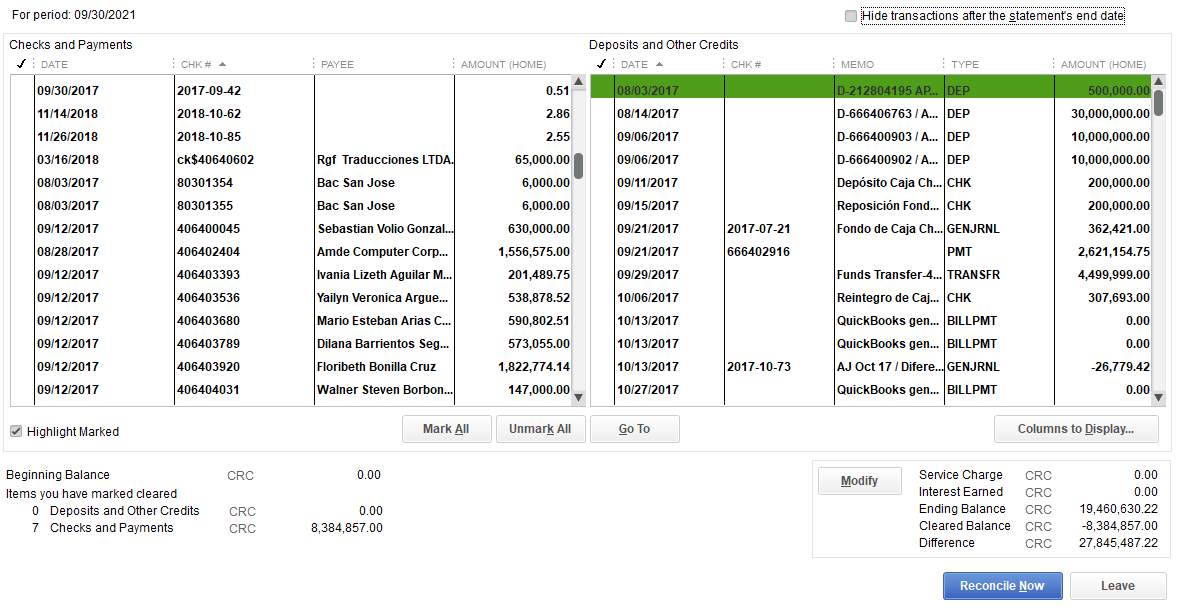 For period: 09/30/2021
Hide transactions after the statement's end date
Checks and Payments
✓ DATE CHK # PAYEE AMOUNT (HOME)
09/30/2017 2017-09-42 0.51
11/14/2018 2018-10-62 2.86
11/26/2018 2018-10-85 2.55
03/16/2018 ck$40640602 Rgf Traducciones LTDA. 65,000.00
08/03/2017 80301354 Bac San Jose 6,000.00
08/03/2017 80301355 Bac San Jose 6,000.00
09/12/2017 406400045 Sebastian Volio Gonzal... 630,000.00
08/28/2017 406402404 Amde Computer Corp... 1,556,575.00
09/12/2017 406403393 Ivania Lizeth Aguilar M... 201,489.75
09/12/2017 406403536 Yailyn Veronica Argue... 538,878.52
09/12/2017 406403680 Mario Esteban Arias C... 590,802.51
09/12/2017 406403789 Dilana Barrientos Seg... 573,055.00
09/12/2017 406403920 Floribeth Bonilla Cruz 1,822,774.14
09/12/2017 406404031 Walner Steven Borbon... 147,000.00
Deposits and Other Credits
✓ DATE CHK # MEMO TYPE AMOUNT (HOME)
08/03/2017 D-212804195 AP... DEP 500,000.00
08/14/2017 D-666406763 / A... DEP 30,000,000.00
09/06/2017 D-666400903 / A... DEP 10,000,000.00
09/06/2017 D-666400902 / A... DEP 10,000,000.00
09/11/2017 Depósito Caja Ch... CHK 200,000.00
09/15/2017 Reposición Fond... CHK 200,000.00
09/21/2017 2017-07-21 Fondo de Caja Ch... GENJRNL 362,421.00
09/21/2017 666402916 PMT 2,621,154.75
09/29/2017 Funds Transfer-4... TRANSFR 4,499,999.00
10/06/2017 Reintegro de Caj... CHK 307,693.00
10/13/2017 QuickBooks gen... BILLPMT 0.00
10/13/2017 QuickBooks gen... BILLPMT 0.00
10/13/2017 2017-10-73 AJ Oct 17 / Difere... GENJRNL -26,779.42
10/27/2017 QuickBooks gen... BILLPMT 0.00
Highlight Marked
Mark All
Unmark All
Go To
Columns to Display...
Beginning Balance CRC 0.00
Items you have marked cleared
0 Deposits and Other Credits CRC 0.00
7 Checks and Payments CRC 8,384,857.00
Modify
Service Charge CRC 0.00
Interest Earned CRC 0.00
Ending Balance CRC 19,460,630.22
Cleared Balance CRC -8,384,857.00
Difference CRC 27,845,487.22
Reconcile Now
Leave